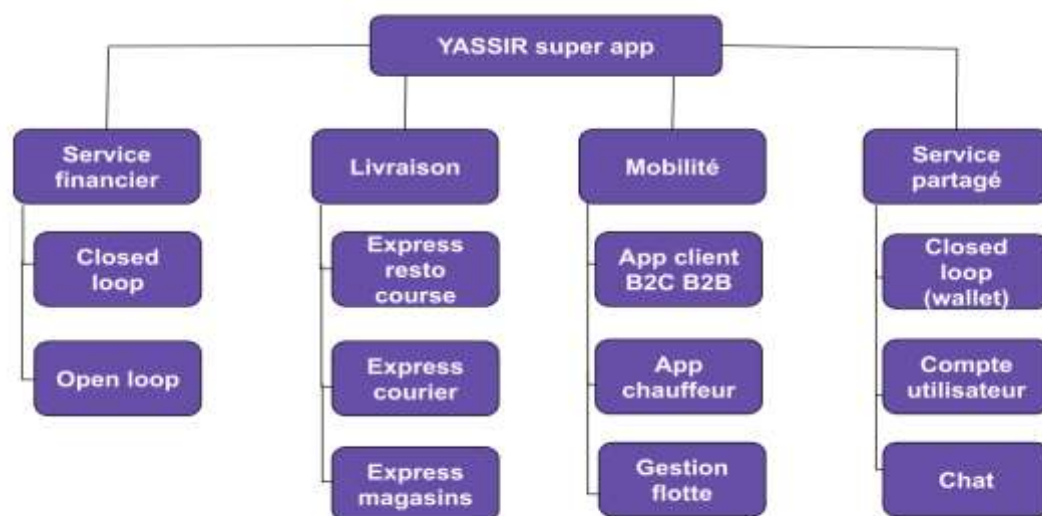 YASSIR super app
Service
financier
Livraison
Mobilité
Service
partagé
Closed
loop
Express
resto
course
App client
B2C B2B
Closed
loop
(wallet)
Open loop
Express
courier
App
chauffeur
Compte
utilisateur
Express
magasins
Gestion
flotte
Chat